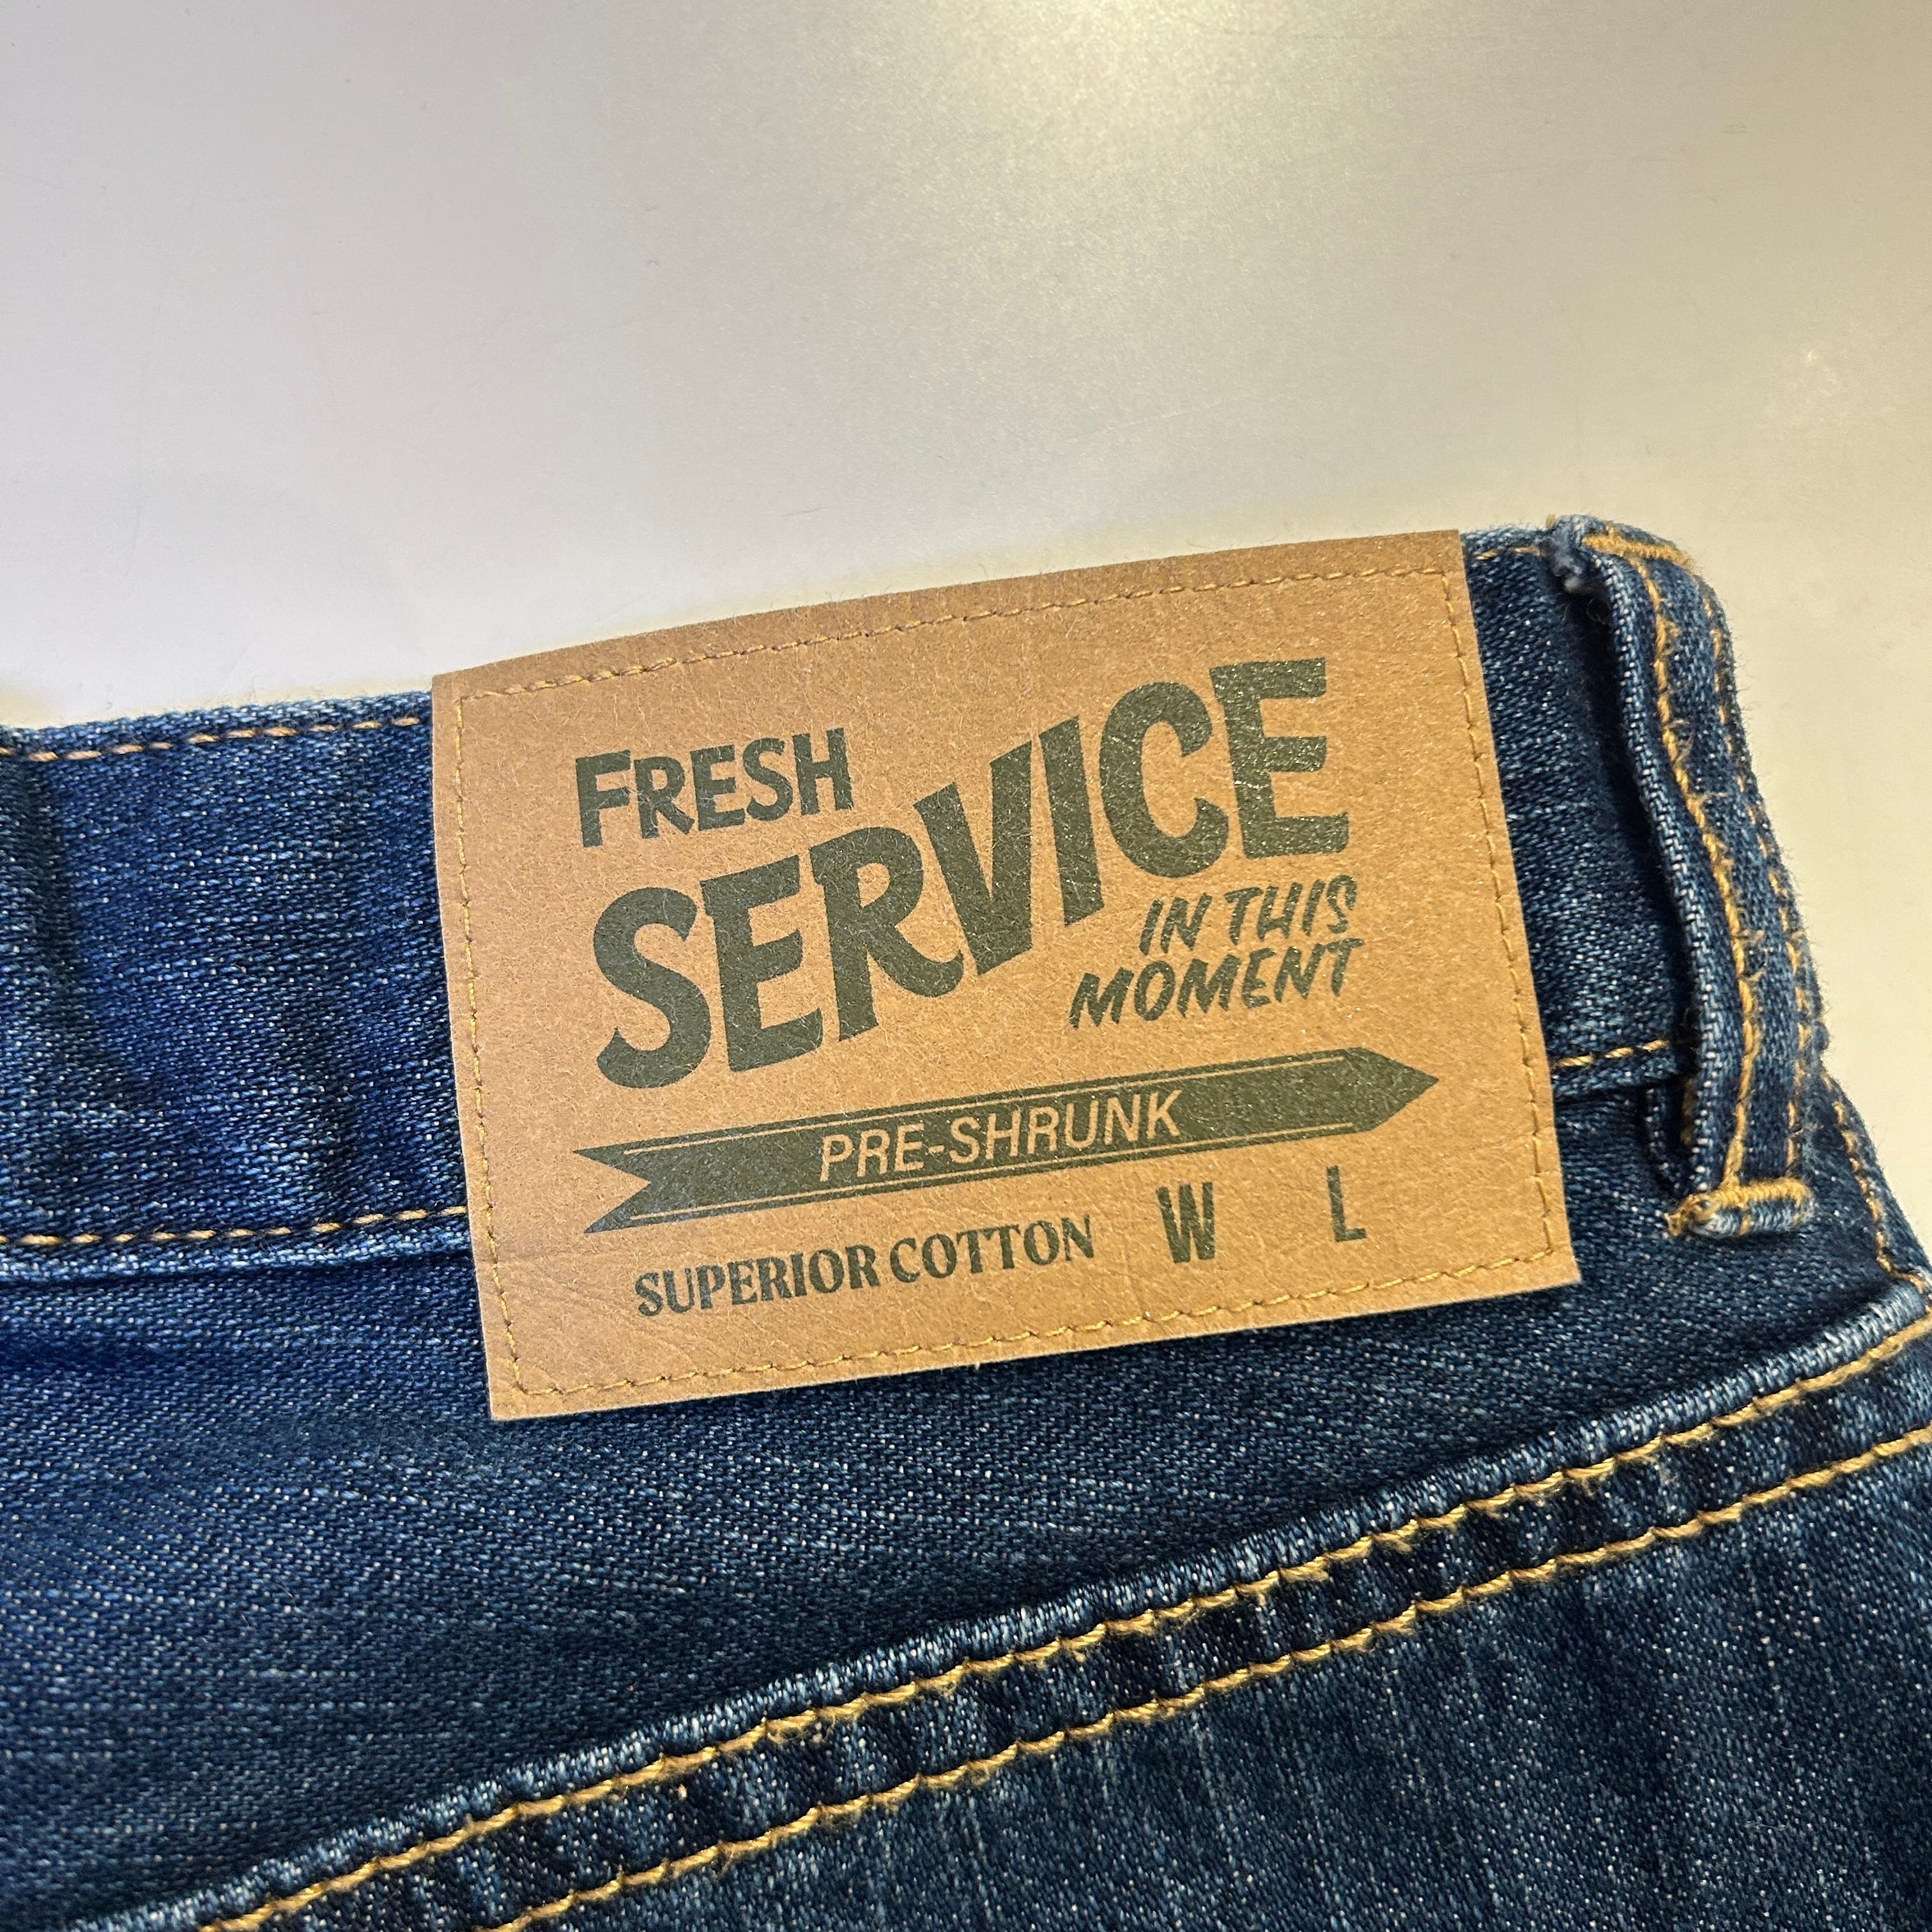 FRESH
SERVICE
IN THIS
MOMENT
PRE-SHRUNK
SUPERIOR COTTON W L